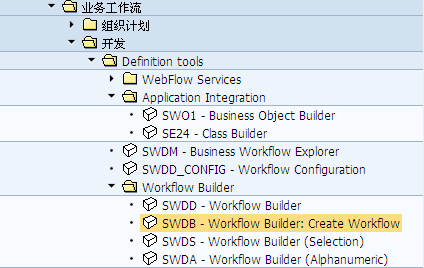 业务工作流
组织计划
开发
Definition tools
WebFlow Services
Application Integration
SWO1 - Business Object Builder
SE24 - Class Builder
SWDM - Business Workflow Explorer
SWDD_CONFIG - Workflow Configuration
Workflow Builder
SWDD - Workflow Builder
SWDB - Workflow Builder: Create Workflow
SWDS - Workflow Builder (Selection)
SWDA - Workflow Builder (Alphanumeric)